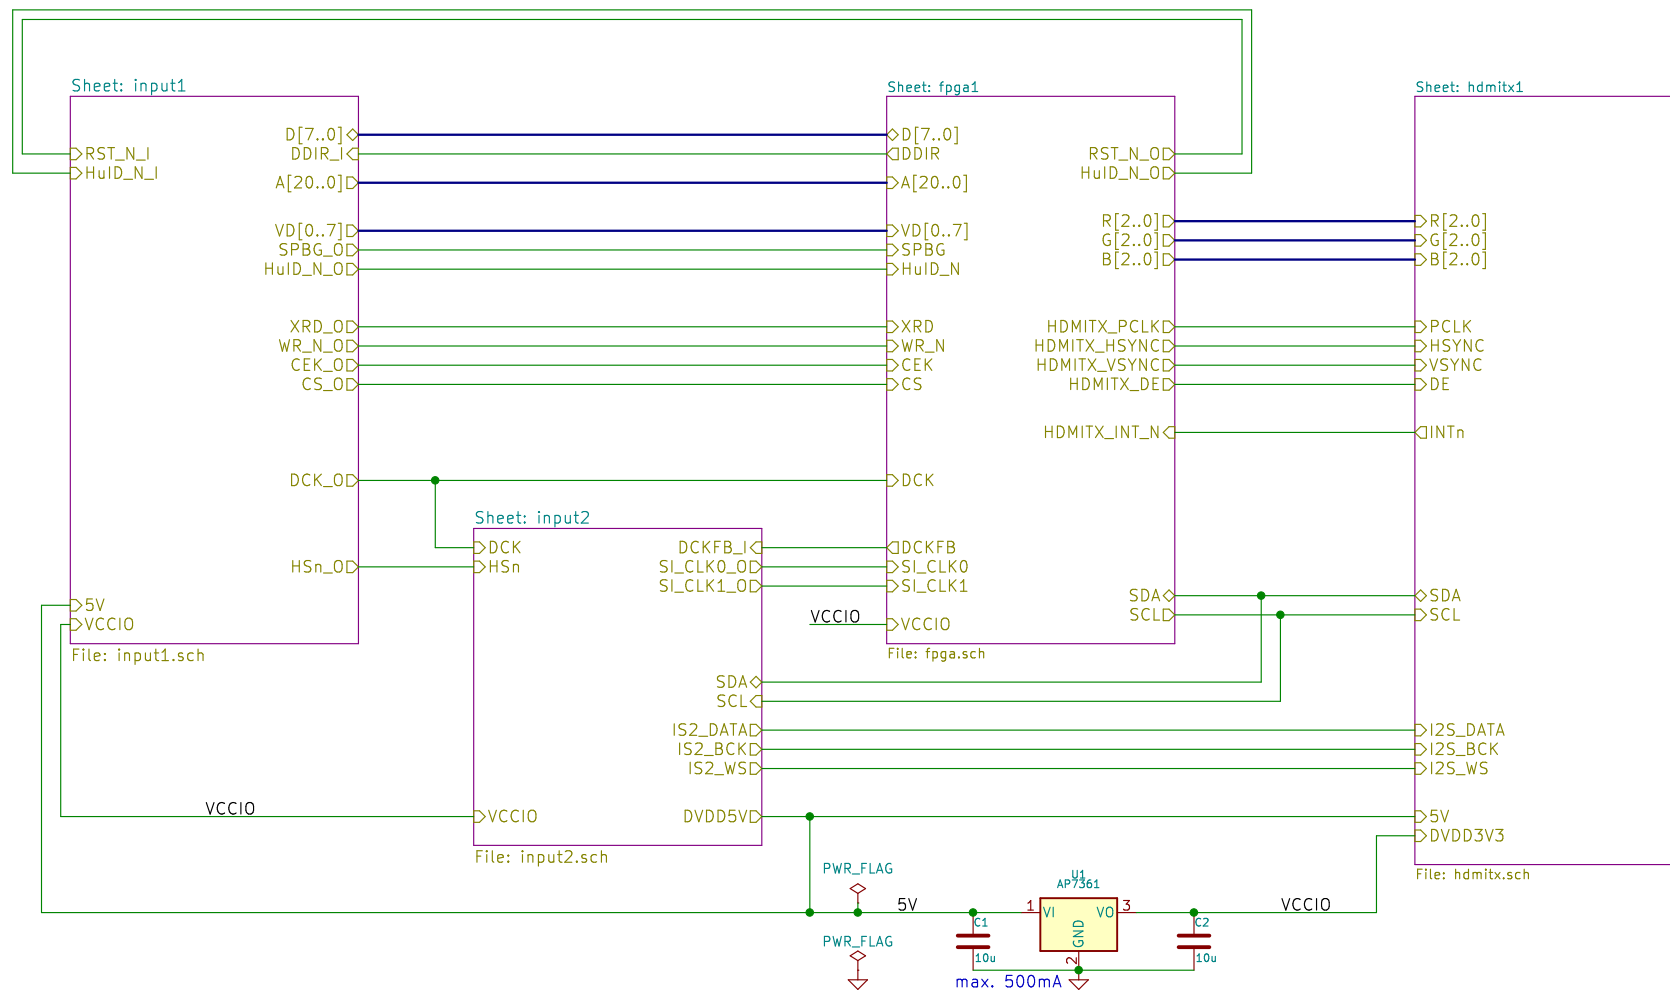 Sheet: input1
RST_N_I
HuID_N_I
D[7..0]
DDIR_I
A[20..0]
VD[0..7]
SPBG_O
HuID_N_O
XRD_O
WR_N_O
CEK_O
CS_O
DCK_O
HSn_O
5V
VCCIO
File: input1.sch
Sheet: input2
DCK
HSn
DCKFB_I
SI_CLK0_O
SI_CLK1_O
SDA
SCL
IS2_DATA
IS2_BCK
IS2_WS
VCCIO
VCCIO
DVDD5V
File: input2.sch
Sheet: fpga1
D[7..0]
DDIR
A[20..0]
VD[0..7]
SPBG
HuID_N
XRD
WR_N
CEK
CS
DCK
DCKFB
SI_CLK0
SI_CLK1
VCCIO
VCCIO
RST_N_O
HuID_N_O
R[2..0]
G[2..0]
B[2..0]
HDMITX_PCLK
HDMITX_HSYNC
HDMITX_VSYNC
HDMITX_DE
HDMITX_INT_N
SDA
SCL
File: fpga.sch
Sheet: hdmitx1
R[2..0]
G[2..0]
B[2..0]
PCLK
HSYNC
VSYNC
DE
INTn
SDA
SCL
I2S_DATA
I2S_BCK
I2S_WS
5V
DVDD3V3
File: hdmitx.sch
PWR_FLAG
5V
PWR_FLAG
C1
10u
U1
AP7361
1
VI
VO
3
GND
2
C2
10u
VCCIO
max. 500mA